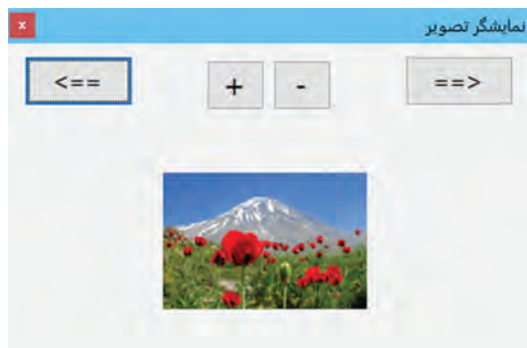 نمایشگر تصویر
x
<==
+
-
==>